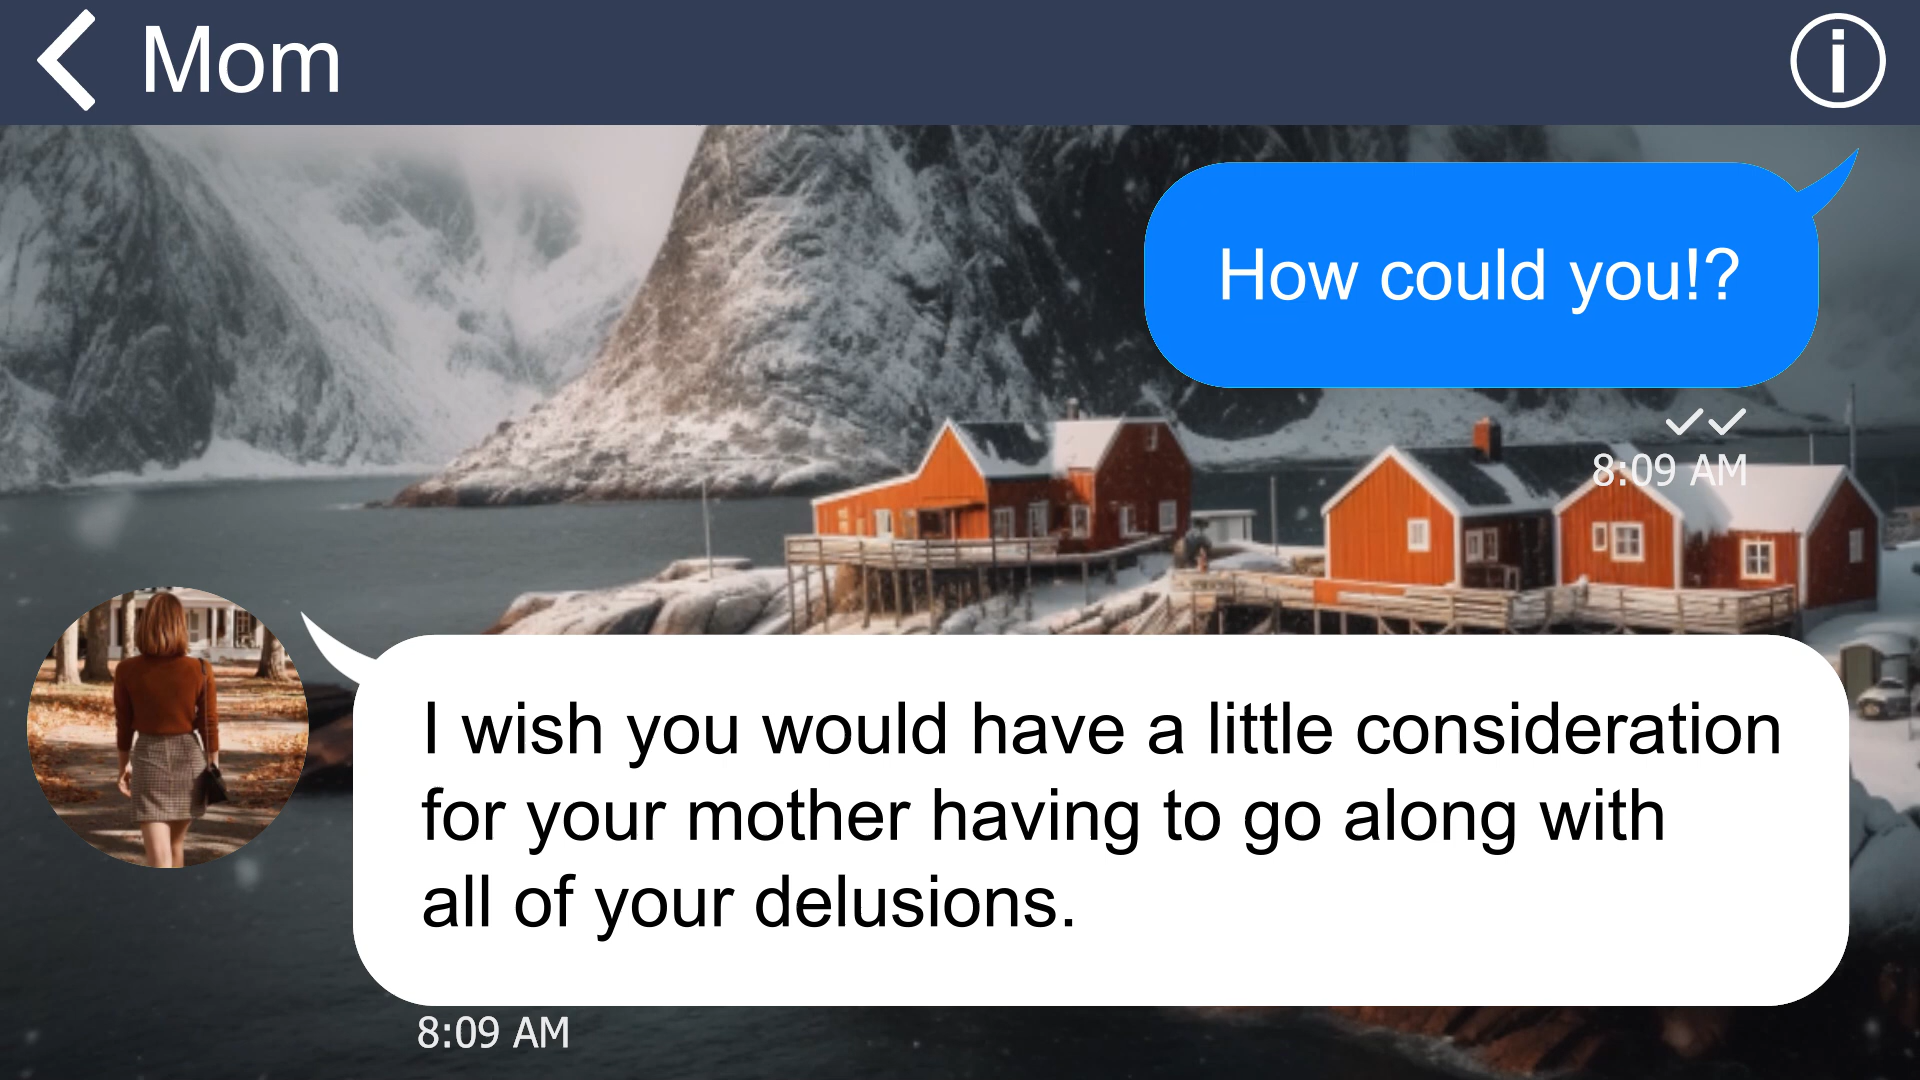 Mom
How could you!?
8:09 AM
I wish you would have a little consideration
for your mother having to go along with
all of your delusions.
8:09 AM